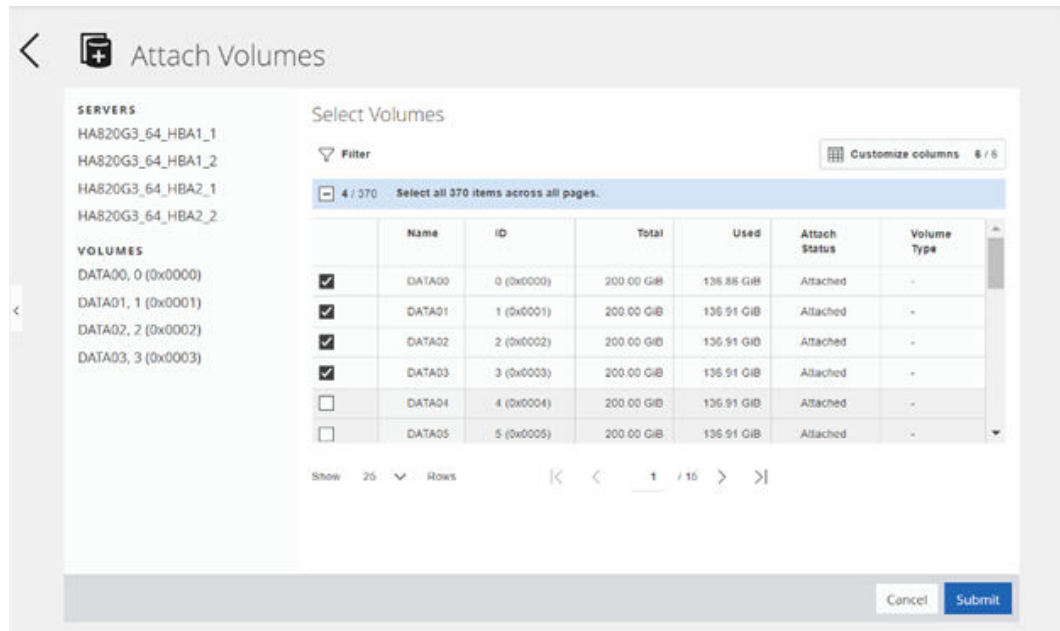 Attach Volumes
SERVERS
HA820G3_64_HBA1_1
HA820G3_64_HBA1_2
HA820G3_64_HBA2_1
HA820G3_64_HBA2_2
VOLUMES
DATA00, 0 (0x0000)
DATA01, 1 (0x0001)
DATA02, 2 (0x0002)
DATA03, 3 (0x0003)
Select Volumes
Filter
Customize columns 6 / 6
4 / 370 Select all 370 items across all pages.
Name ID Total Used Attach Status Volume Type
DATA00 0 (0x0000) 200.00 GiB 136.86 GiB Attached -
DATA01 1 (0x0001) 200.00 GiB 136.91 GiB Attached -
DATA02 2 (0x0002) 200.00 GiB 136.91 GiB Attached -
DATA03 3 (0x0003) 200.00 GiB 136.91 GiB Attached -
DATA04 4 (0x0004) 200.00 GiB 136.91 GiB Attached -
DATA05 5 (0x0005) 200.00 GiB 136.91 GiB Attached -
Show 25 Rows 1 / 15
Cancel Submit